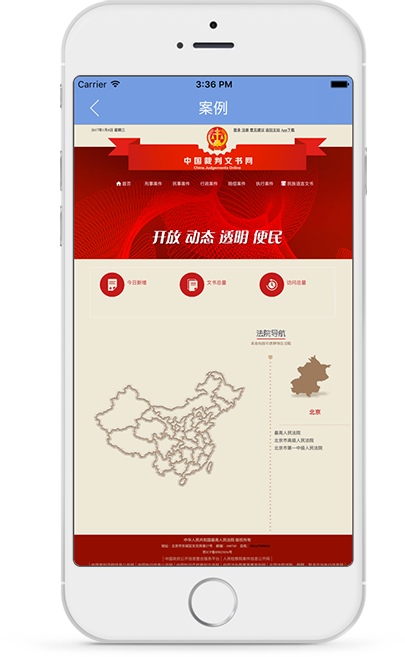 Carrier 3:36 PM
案例
2017年1月4日 星期三
登录 注册 意见建议 返回主站 App下载
中国裁判文书网
China Judgements Online
首页 刑事案件 民事案件 行政案件 赔偿案件 执行案件 民族语言文书
开放 动态 透明 便民
今日新增 文书总量 访问总量
法院导航
北京
最高人民法院
北京市高级人民法院
北京市第一中级人民法院
中华人民共和国最高人民法院 版权所有